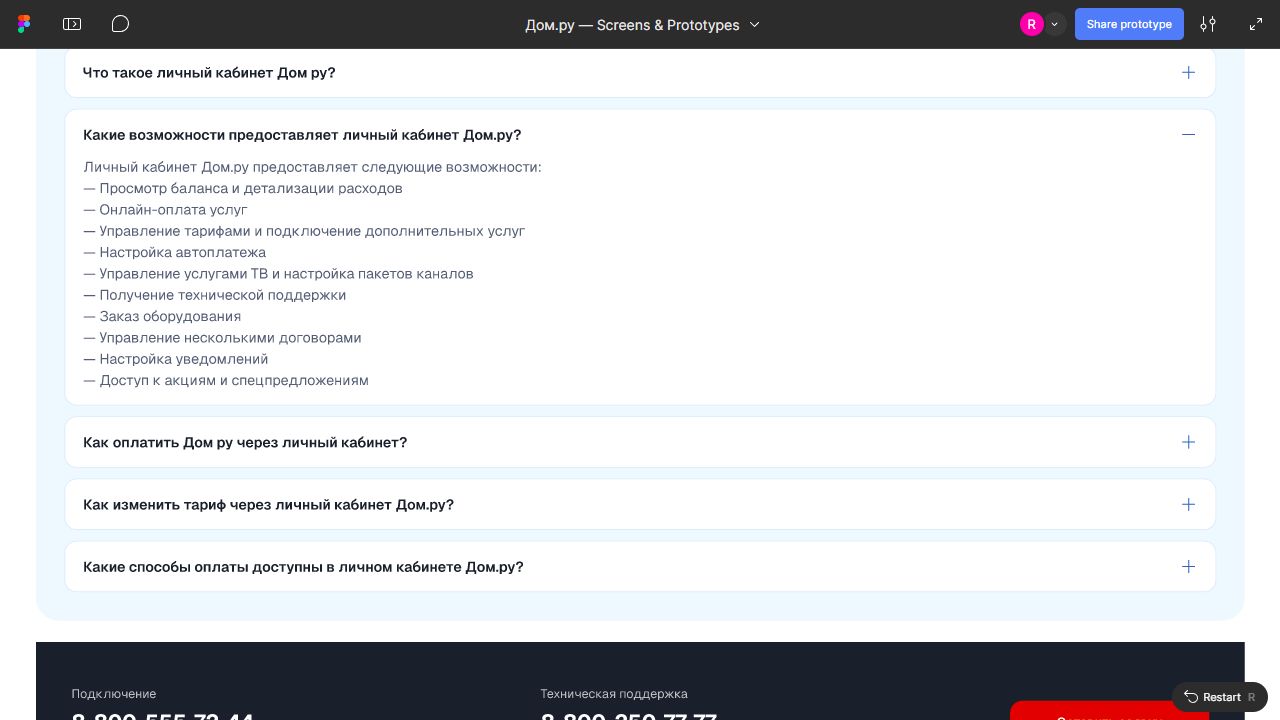 Дом.ру — Screens & Prototypes
R
Share prototype
Что такое личный кабинет Дом ру?
Какие возможности предоставляет личный кабинет Дом.ру?
Личный кабинет Дом.ру предоставляет следующие возможности:
— Просмотр баланса и детализации расходов
— Онлайн-оплата услуг
— Управление тарифами и подключение дополнительных услуг
— Настройка автоплатежа
— Управление услугами ТВ и настройка пакетов каналов
— Получение технической поддержки
— Заказ оборудования
— Управление несколькими договорами
— Настройка уведомлений
— Доступ к акциям и спецпредложениям
Как оплатить Дом ру через личный кабинет?
Как изменить тариф через личный кабинет Дом.ру?
Какие способы оплаты доступны в личном кабинете Дом.ру?
Подключение
Техническая поддержка
Restart R